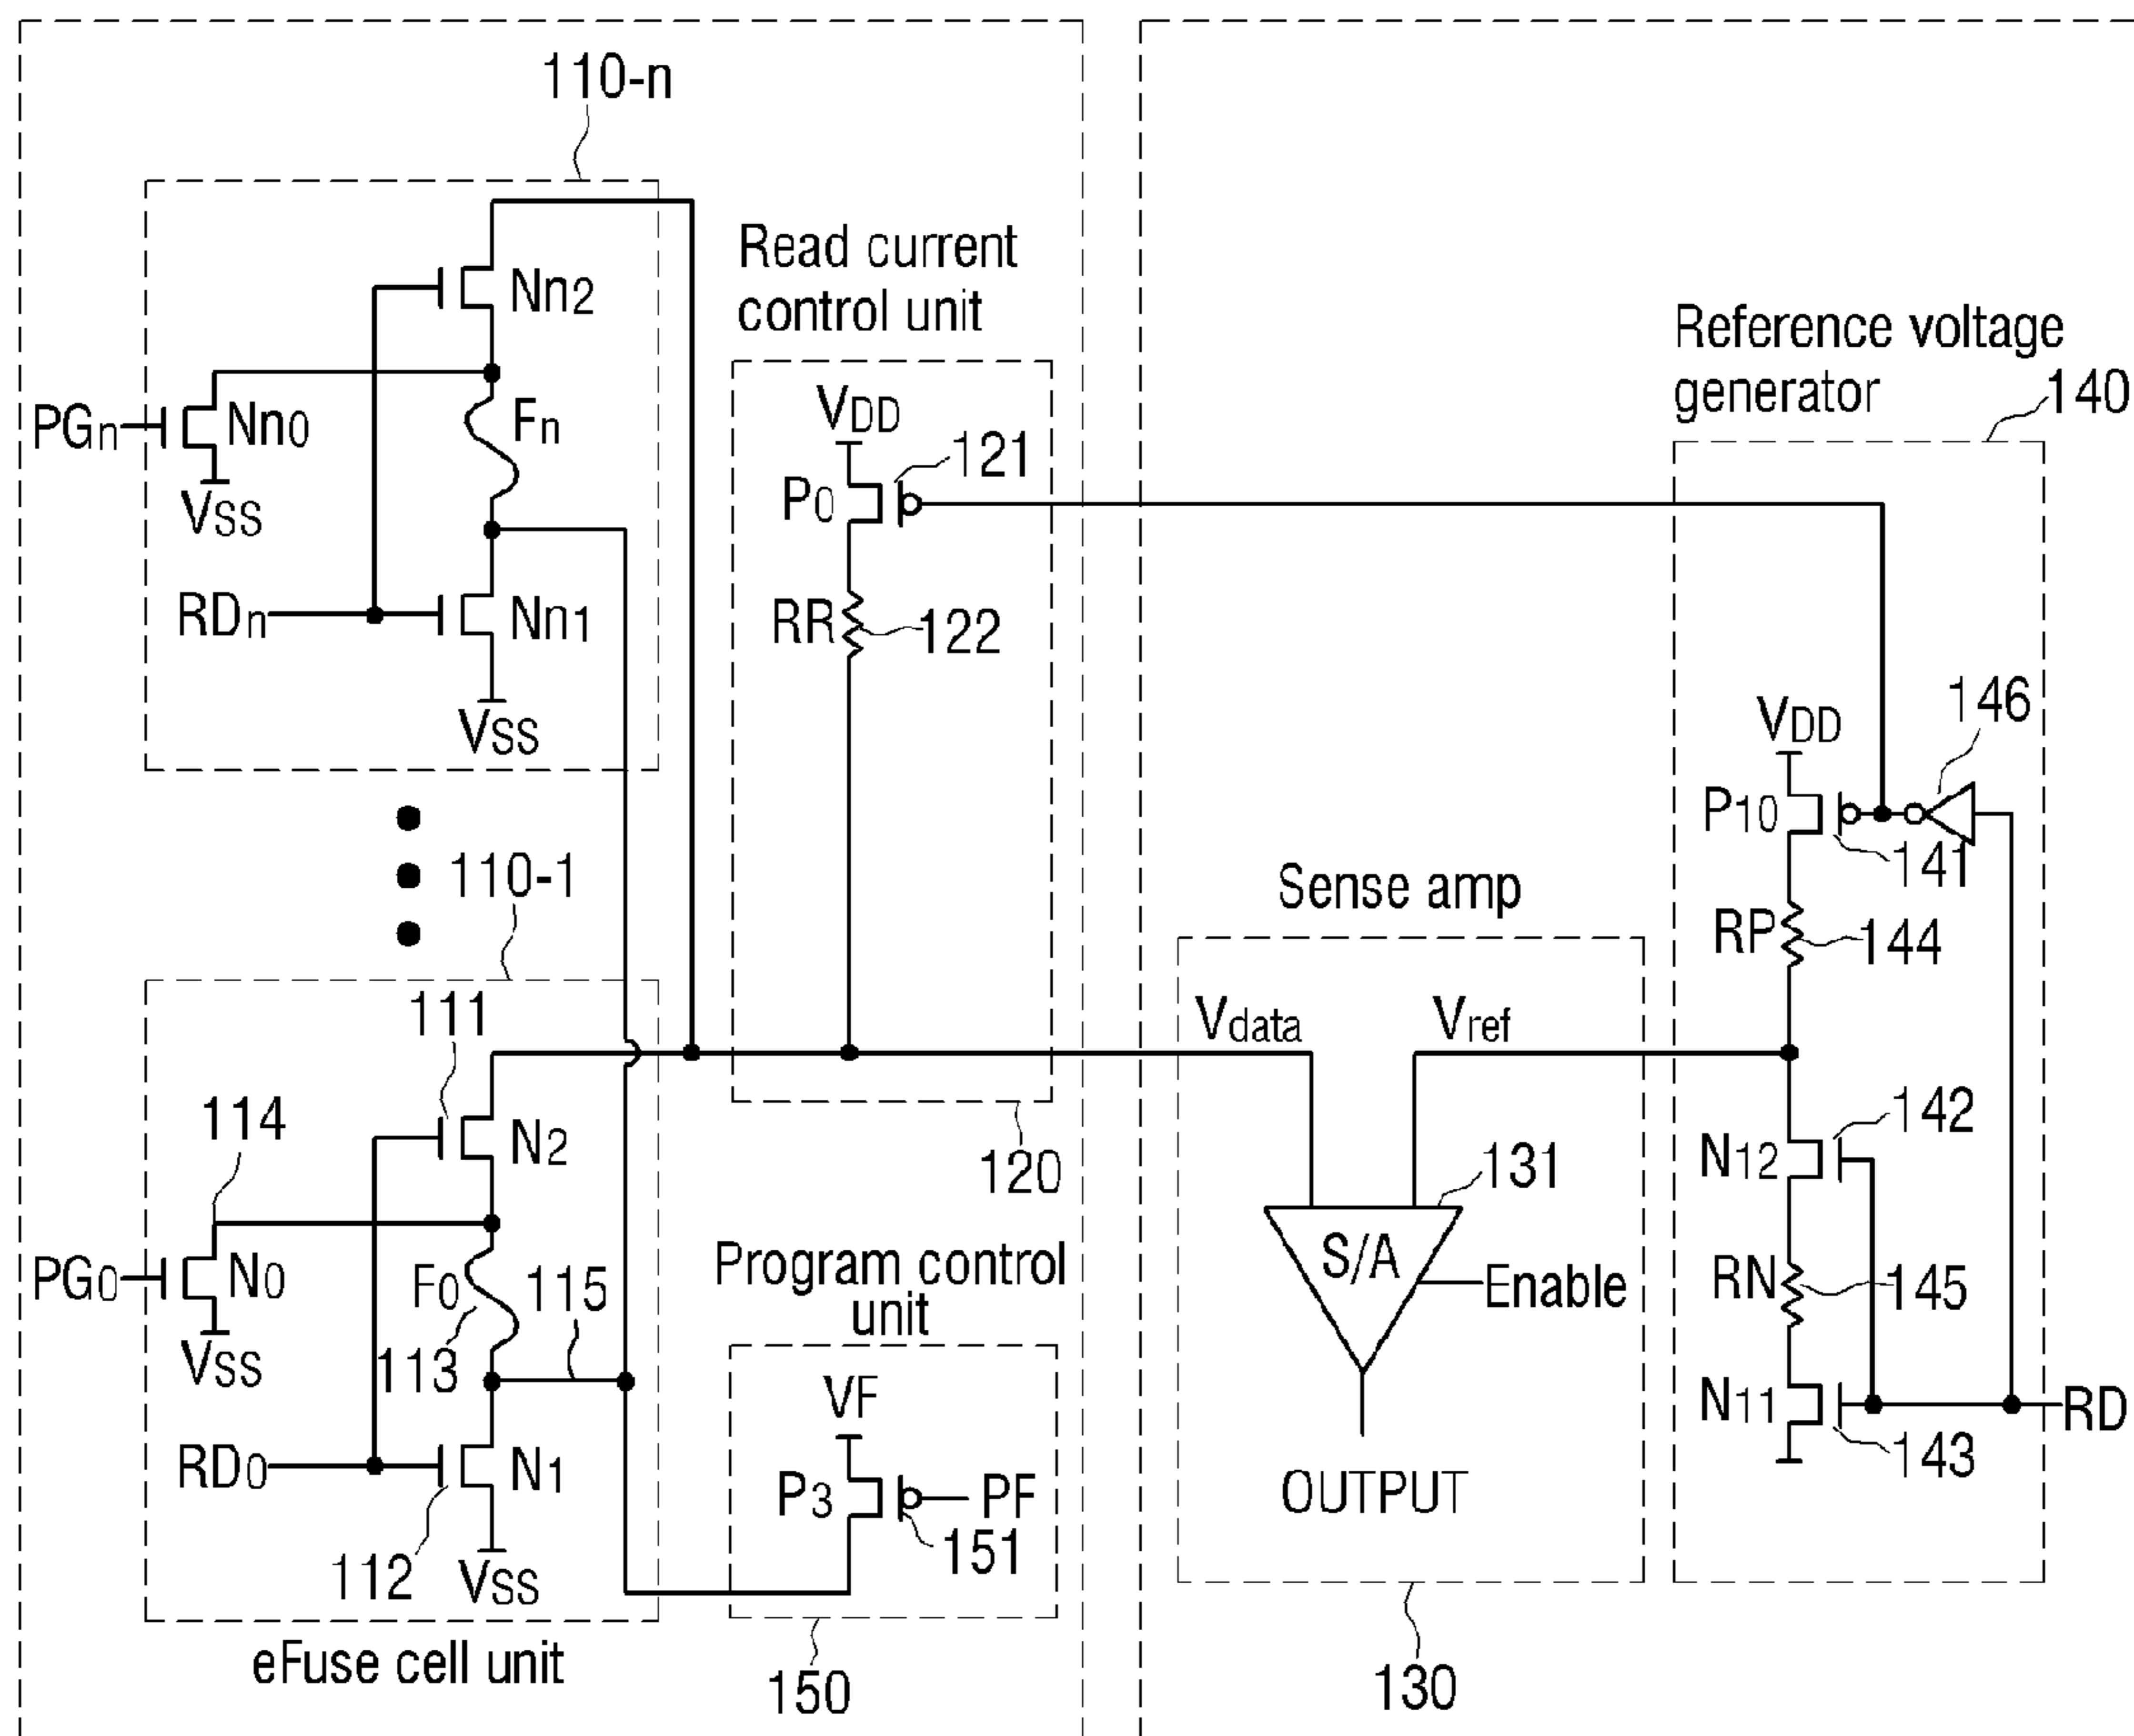 110-n
Nn2
PGn
Nn0
Fn
VSS
RDn
Nn1
VSS
Read current
control unit
VDD
P0
121
RR
122
Reference voltage
generator
140
VDD
146
P10
141
RP
144
110-1
111
114
N2
PG0
N0
F0
115
VSS
113
RD0
N1
112
VSS
eFuse cell unit
120
Program control
unit
VF
P3
PF
151
150
Sense amp
Vdata
Vref
131
S/A
Enable
OUTPUT
130
142
N12
RN
145
N11
RD
143